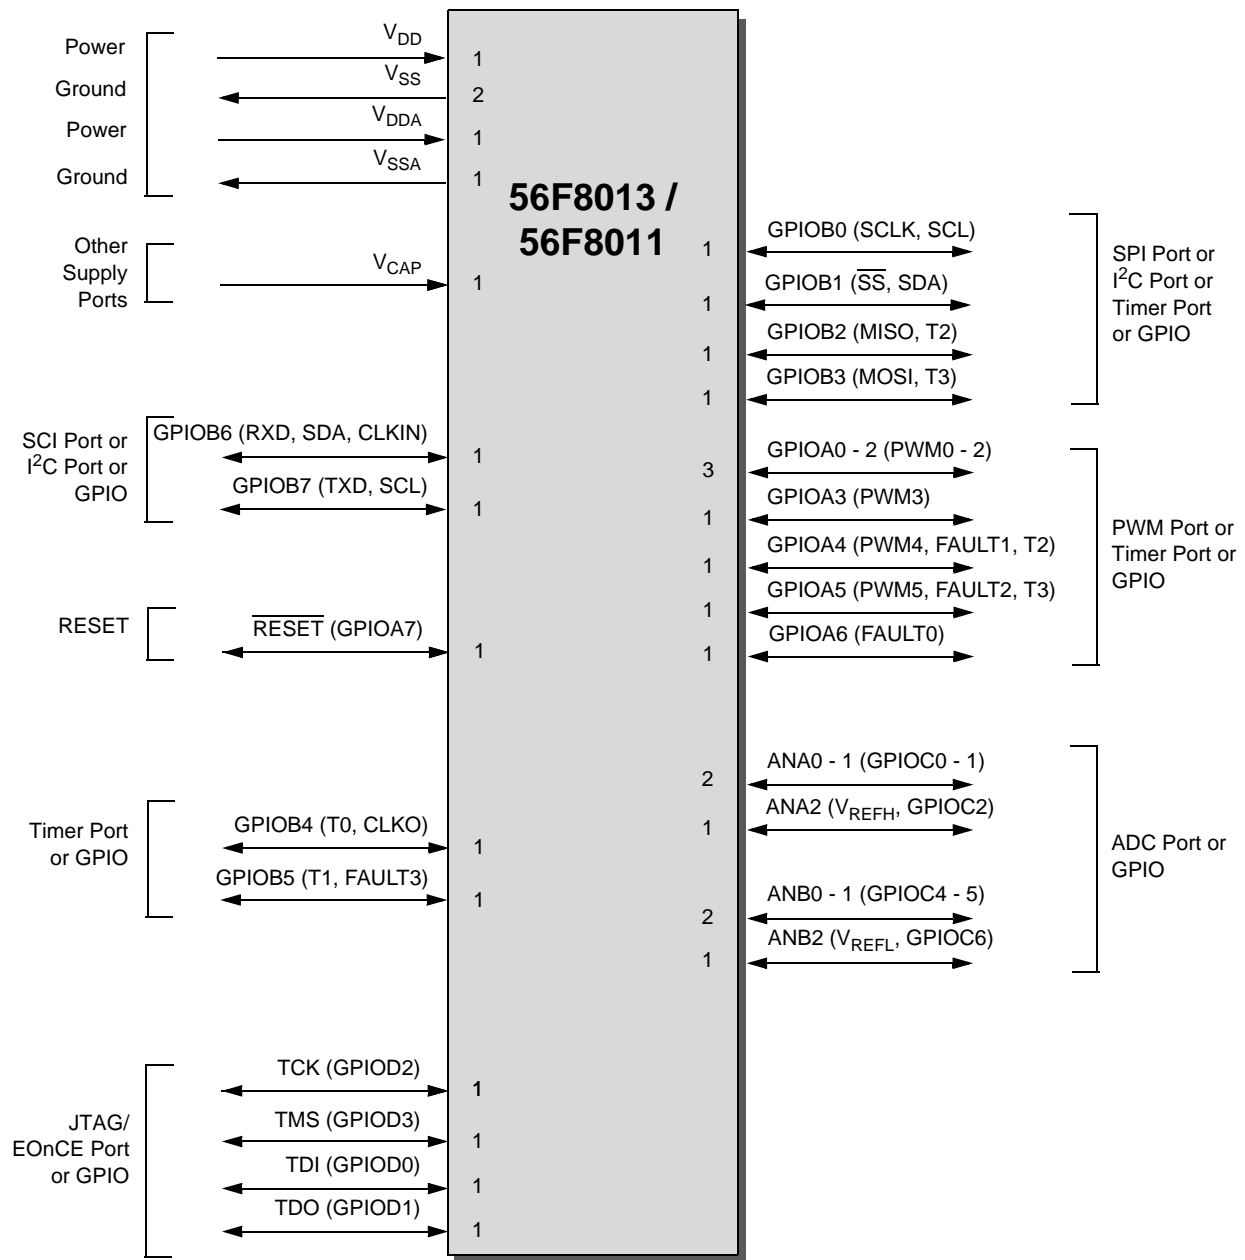 Power
V_DD
1
V_SS
Ground
2
V_DDA
Power
1
V_SSA
Ground
1
56F8013 /
56F8011
Other
Supply
Ports
V_CAP
1
SCI Port or
I²C Port or
GPIO
GPIOB6 (RXD, SDA, CLKIN)
1
GPIOB7 (TXD, SCL)
1
RESET
RESET (GPIOA7)
1
Timer Port
or GPIO
GPIOB4 (T0, CLKO)
1
GPIOB5 (T1, FAULT3)
1
JTAG/
EOnCE Port
or GPIO
TCK (GPIOD2)
1
TMS (GPIOD3)
1
TDI (GPIOD0)
1
TDO (GPIOD1)
1
GPIOB0 (SCLK, SCL)
1
GPIOB1 (SS, SDA)
1
GPIOB2 (MISO, T2)
1
GPIOB3 (MOSI, T3)
1
SPI Port or
I²C Port or
Timer Port
or GPIO
GPIOA0 - 2 (PWM0 - 2)
3
GPIOA3 (PWM3)
1
GPIOA4 (PWM4, FAULT1, T2)
1
GPIOA5 (PWM5, FAULT2, T3)
1
GPIOA6 (FAULT0)
1
PWM Port or
Timer Port or
GPIO
ANA0 - 1 (GPIOC0 - 1)
2
ANA2 (V_REFH, GPIOC2)
1
ANB0 - 1 (GPIOC4 - 5)
2
ANB2 (V_REFL, GPIOC6)
1
ADC Port or
GPIO